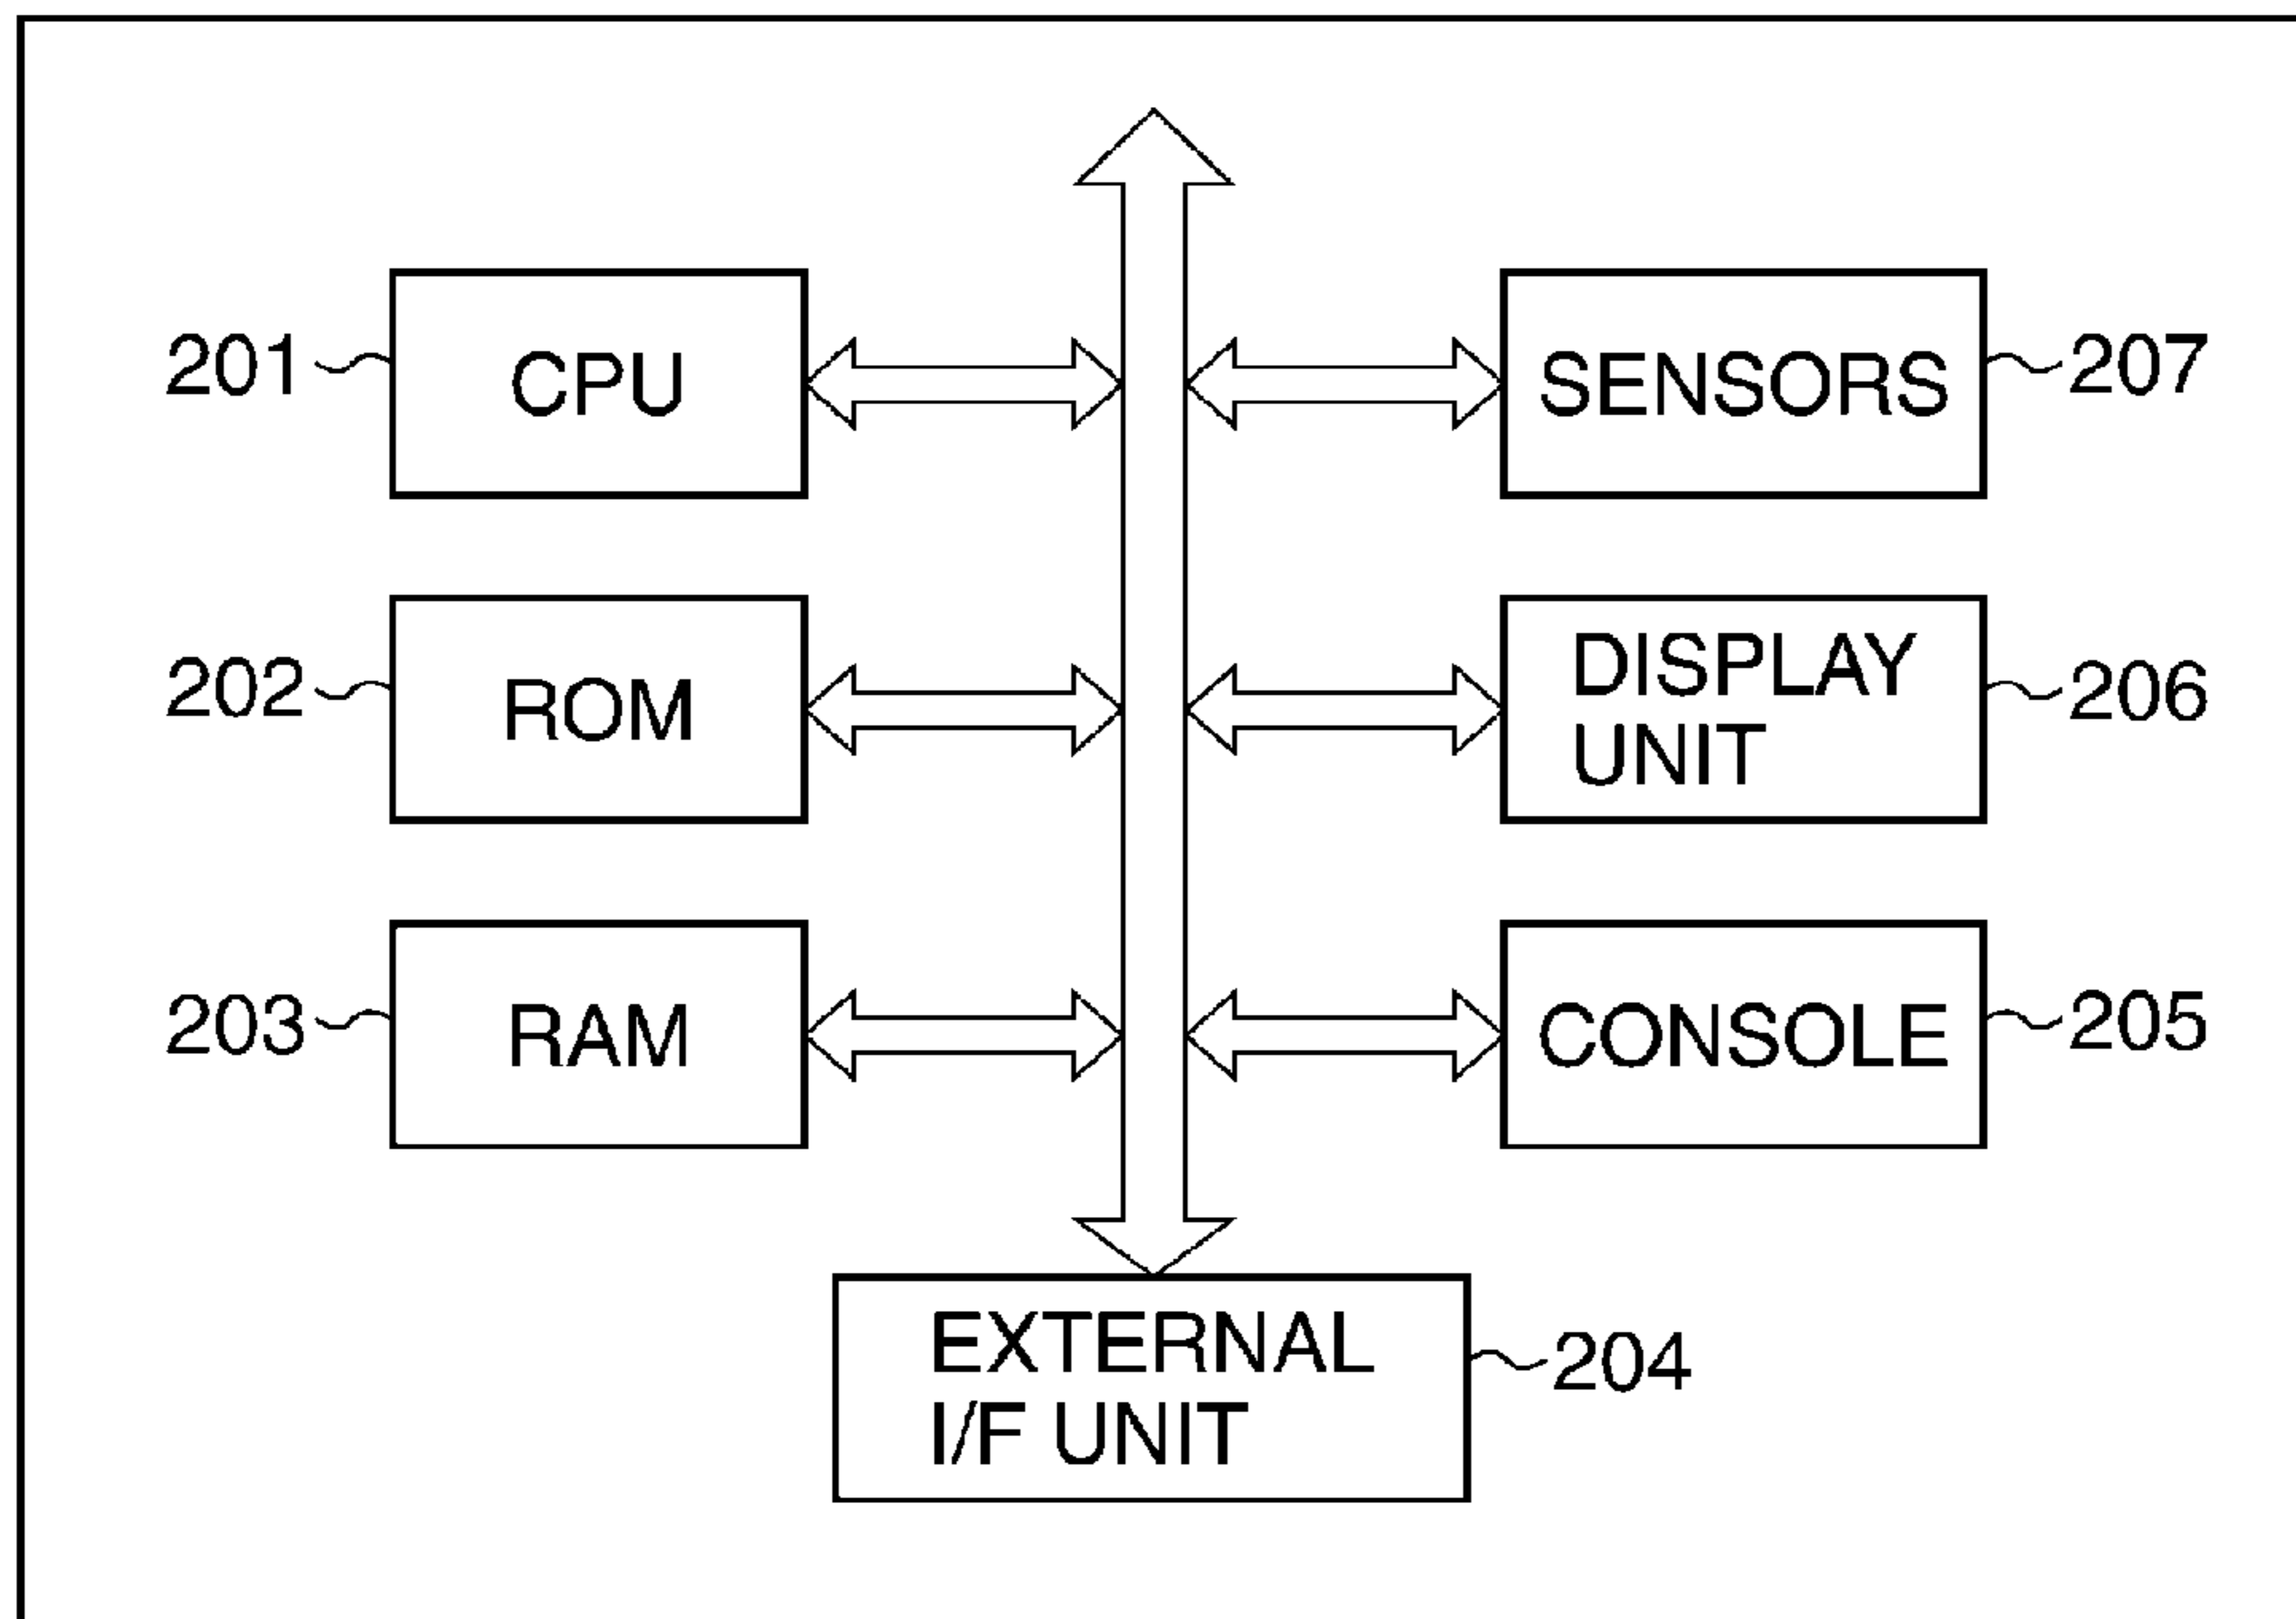 201
CPU
SENSORS
207
202
ROM
DISPLAY
UNIT
206
203
RAM
CONSOLE
205
EXTERNAL
I/F UNIT
204